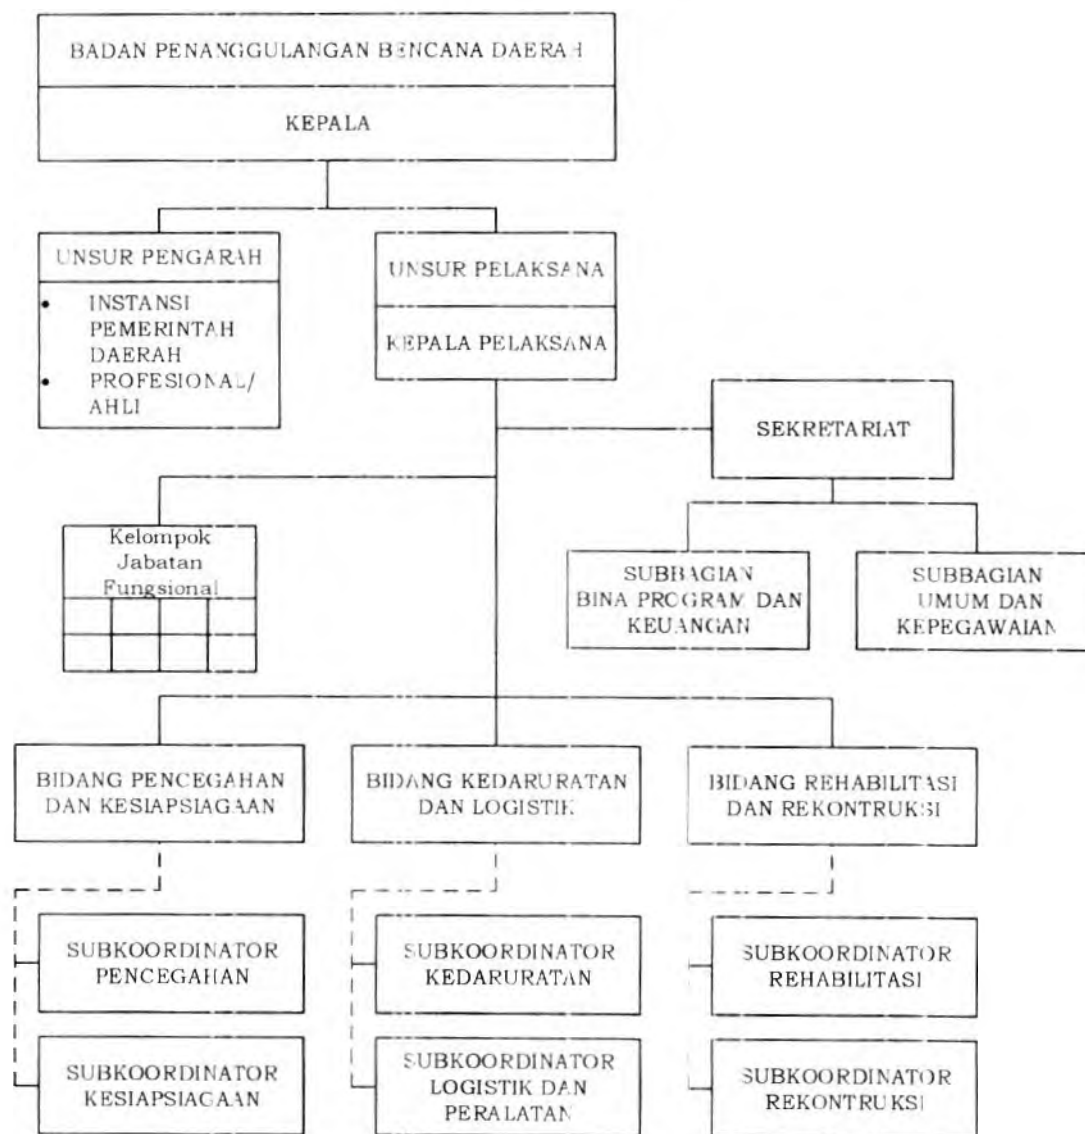 BADAN PENANGGULANGAN BENCANA DAERAH
KEPALA
UNSUR PENGARAH
• INSTANSI
PEMERINTAH
DAERAH
• PROFESIONAL/
AHLI
UNSUR PELAKSANA
KEPALA PELAKSANA
SEKRETARIAT
Kelompok
Jabatan
Fungsional
SUBBAGIAN
BINA PROGRAM DAN
KEUANGAN
SUBBAGIAN
UMUM DAN
KEPEGAWAIAN
BIDANG PENCEGAHAN
DAN KESIAPSIAGAAN
BIDANG KEDARURATAN
DAN LOGISTIK
BIDANG REHABILITASI
DAN REKONTRUKSI
SUBKOORDINATOR
PENCEGAHAN
SUBKOORDINATOR
KEDARURATAN
SUBKOORDINATOR
REHABILITASI
SUBKOORDINATOR
KESIAPSIAGAAN
SUBKOORDINATOR
LOGISTIK DAN
PERALATAN
SUBKOORDINATOR
REKONTRUKSI